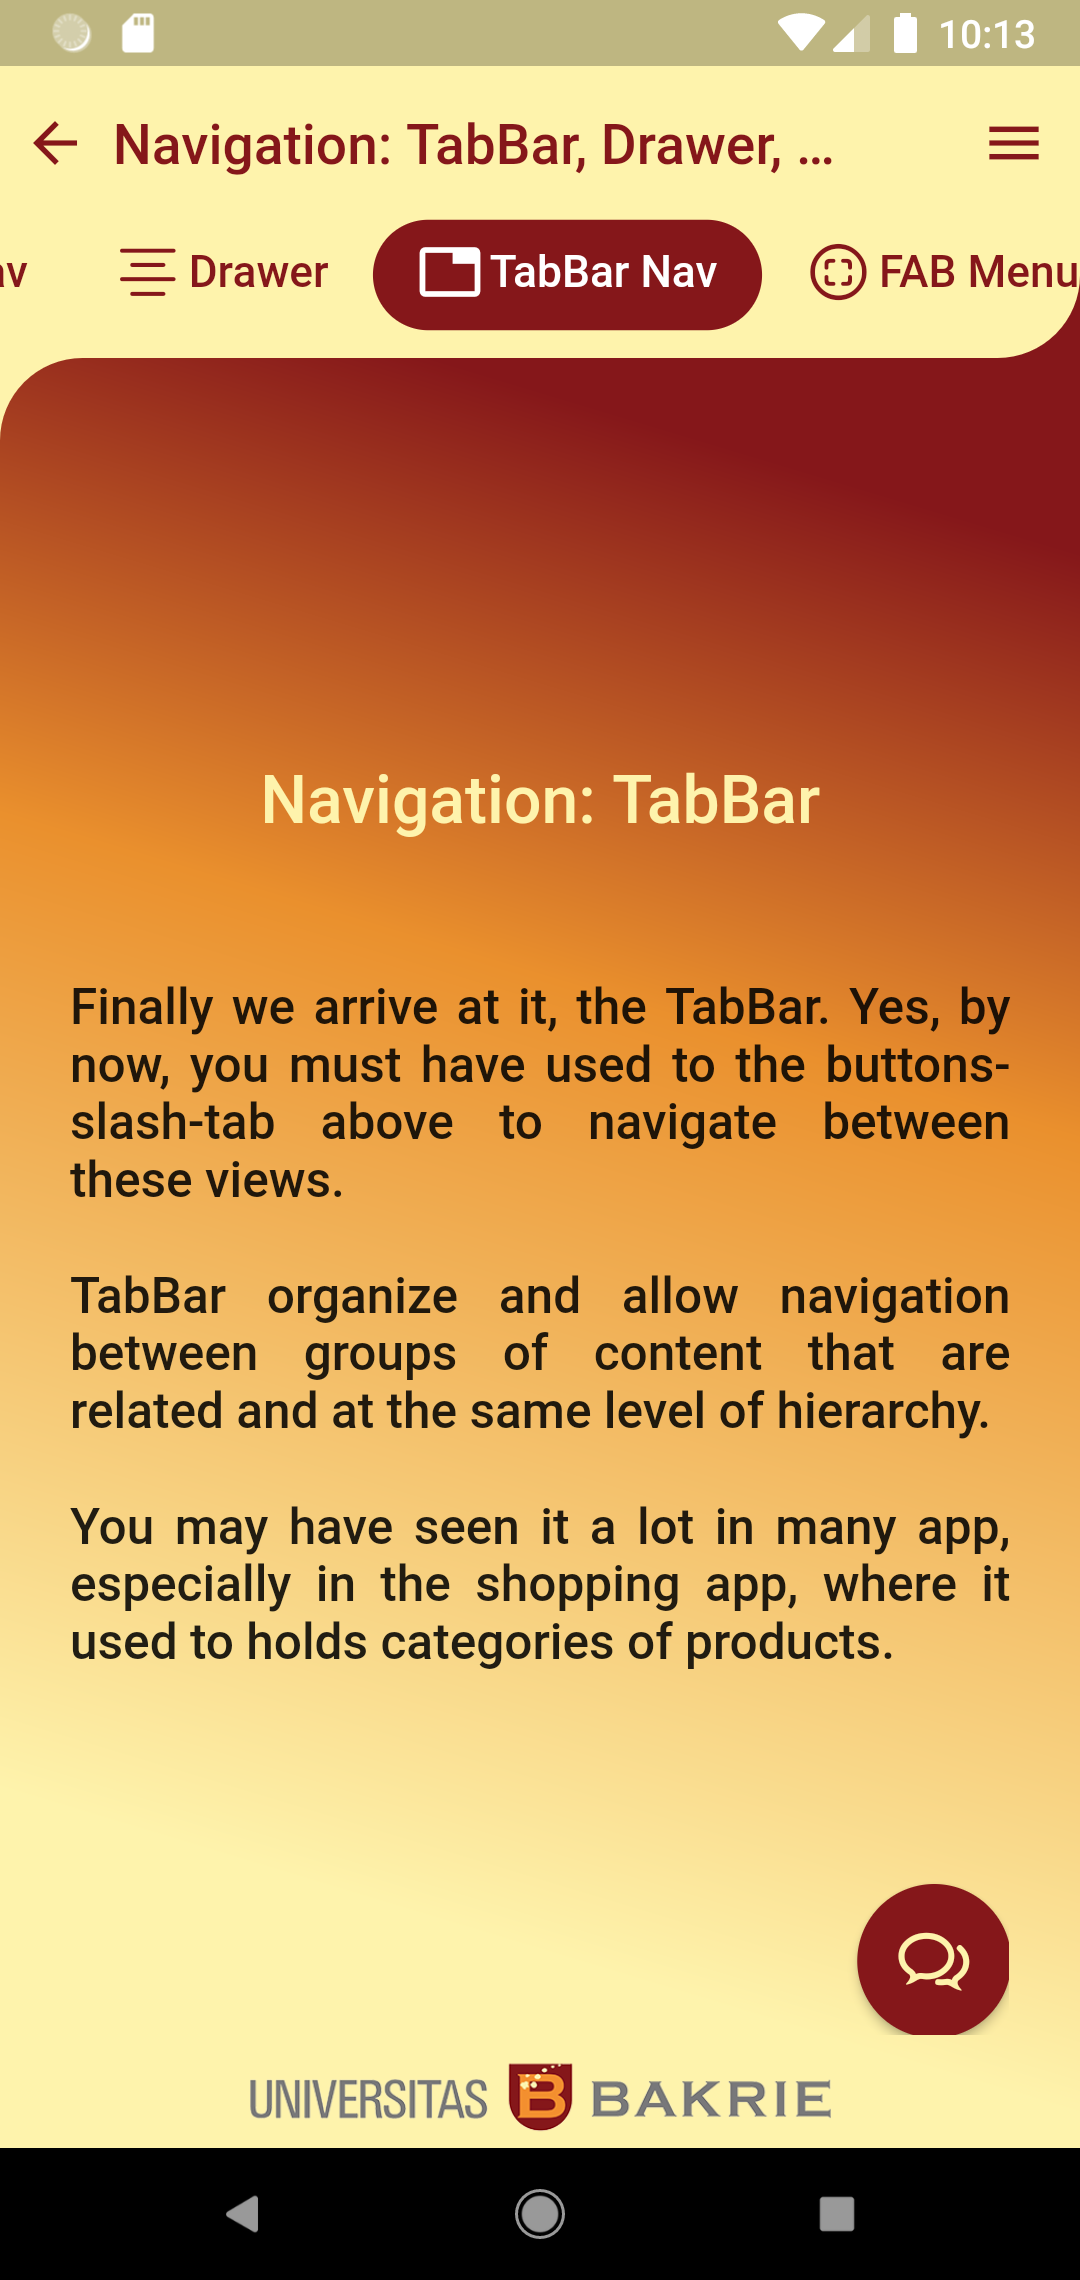 10:13
Navigation: TabBar, Drawer, ...
av
Drawer
TabBar Nav
FAB Menu
Navigation: TabBar
Finally we arrive at it, the TabBar. Yes, by
now, you must have used to the buttons-
slash-tab above to navigate between
these views.
TabBar organize and allow navigation
between groups of content that are
related and at the same level of hierarchy.
You may have seen it a lot in many app,
especially in the shopping app, where it
used to holds categories of products.
UNIVERSITAS B BAKRIE